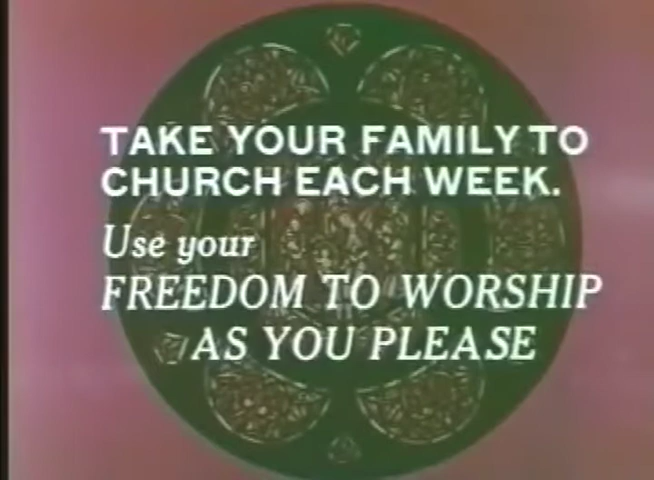 TAKE YOUR FAMILY TO
CHURCH EACH WEEK.
Use your
FREEDOM TO WORSHIP
AS YOU PLEASE